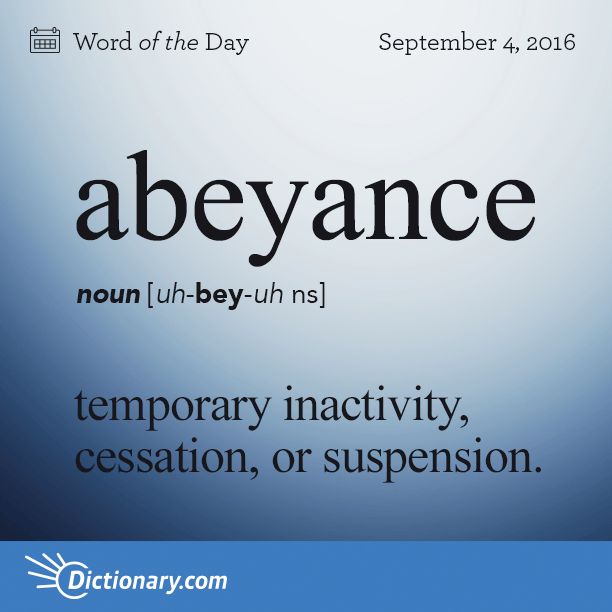 Word of the Day
September 4, 2016
abeyance
noun [uh-bey-uh ns]
temporary inactivity,
cessation, or suspension.
Dictionary.com